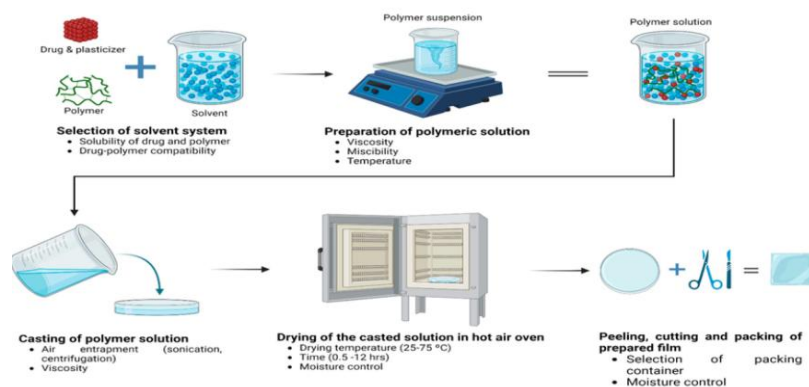 Drug & plasticizer
Polymer
Solvent
Selection of solvent system
• Solubility of drug and polymer
• Drug-polymer compatibility
Polymer suspension
Preparation of polymeric solution
• Viscosity
• Miscibility
• Temperature
Polymer solution
Casting of polymer solution
• Air entrapment (sonication,
centrifugation)
• Viscosity
Drying of the casted solution in hot air oven
• Drying temperature (25-75 ºC)
• Time (0.5 -12 hrs)
• Moisture control
Peeling, cutting and packing of
prepared film
• Selection of packing
container
• Moisture control